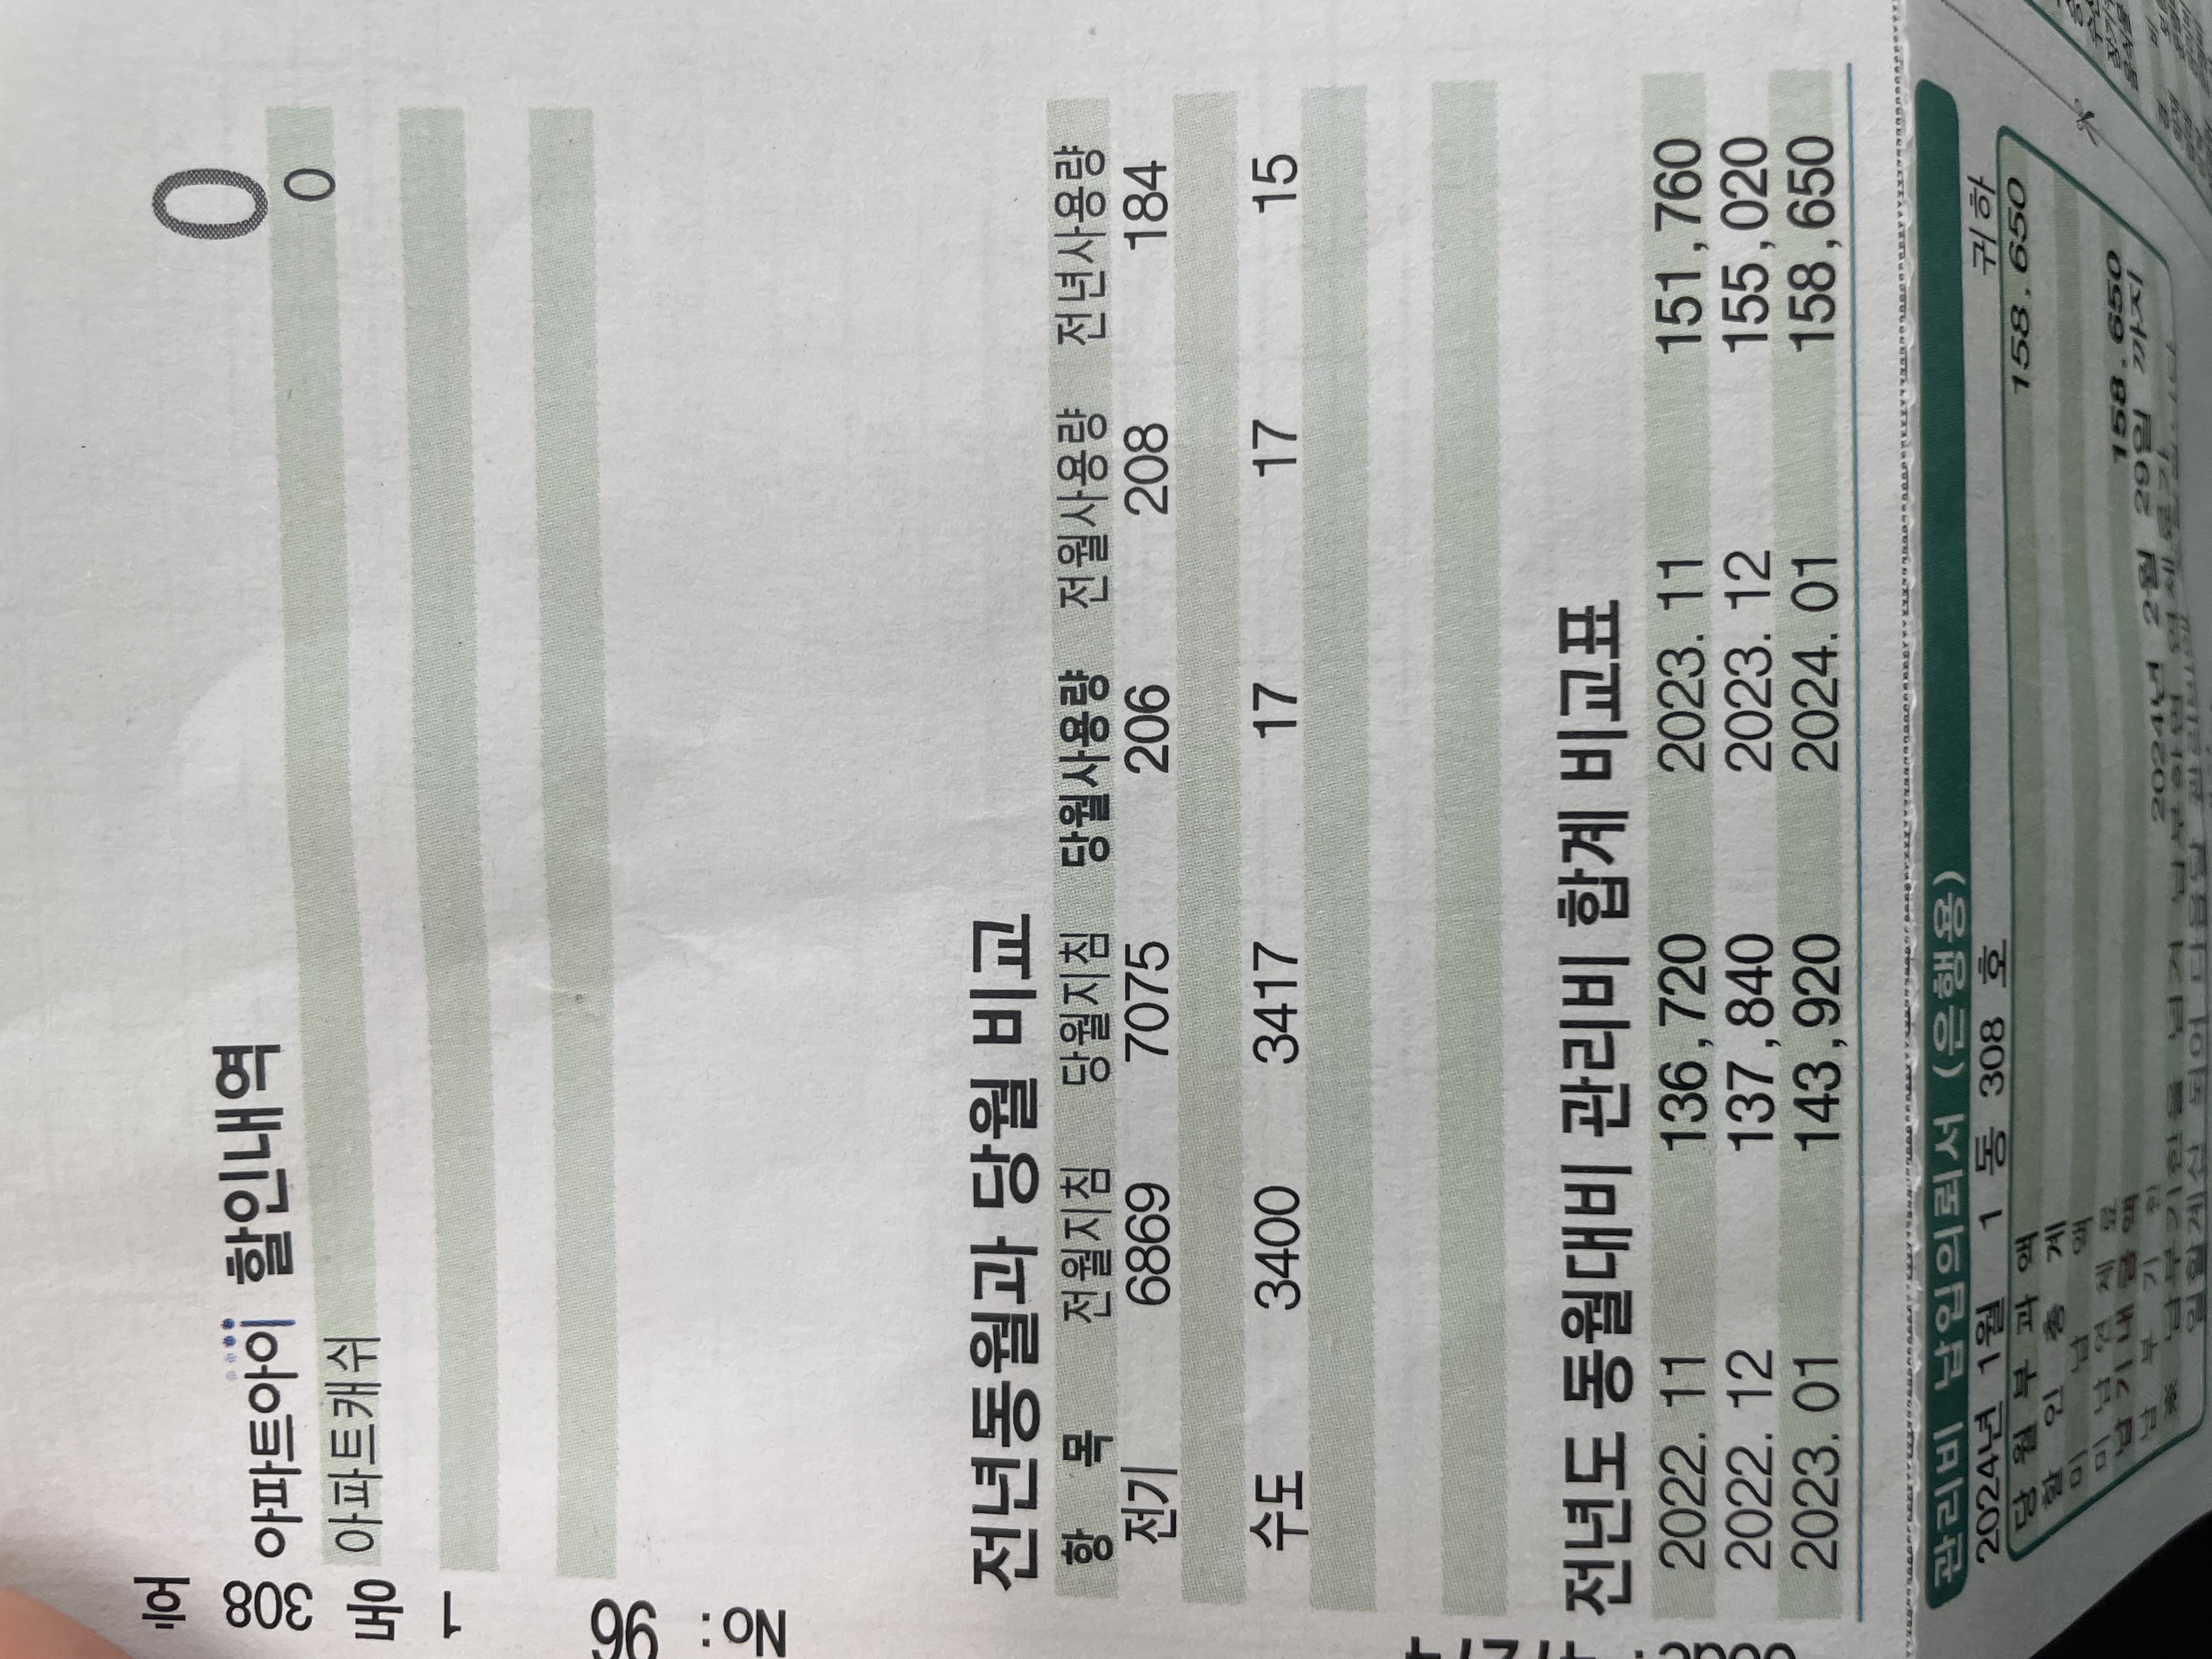 아파트아이 할인내역 0
아파트캐쉬 0
No: 96 1 동 308 호
전년동월과 당월 비교
항 목 전월지침 당월지침 당월사용량 전월사용량 전년사용량
전기 6869 7075 206 208 184
수도 3400 3417 17 17 15
전년도 동월대비 관리비 합계 비교표
2022. 11 136,720 2023. 11 151,760
2022. 12 137,840 2023. 12 155,020
2023. 01 143,920 2024. 01 158,650
관리비 납입의뢰서 (은행용)
2024년 1월 1 동 308 호 귀하
당월부과액 158,650
할인총계
미납액
미납연체료
납기내금액 158,650
납부기한 2024년 2월 29일 까지
※ 납부기한을 넘겨 납부하면 연체료가
일할계산 되어 다음달 관리비에